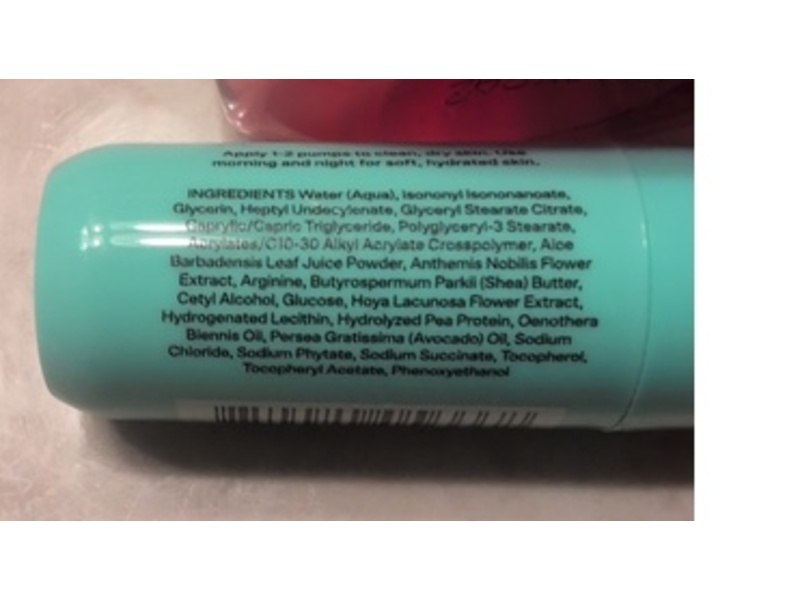 Apply 1-2 pumps to clean, dry skin. Use
morning and night for soft, hydrated skin.
INGREDIENTS Water (Aqua), Isononyl Isononanoate,
Glycerin, Heptyl Undecylenate, Glyceryl Stearate Citrate,
Caprylic/Capric Triglyceride, Polyglyceryl-3 Stearate,
Acrylates/C10-30 Alkyl Acrylate Crosspolymer, Aloe
Barbadensis Leaf Juice Powder, Anthemis Nobilis Flower
Extract, Arginine, Butyrospermum Parkii (Shea) Butter,
Cetyl Alcohol, Glucose, Hoya Lacunosa Flower Extract,
Hydrogenated Lecithin, Hydrolyzed Pea Protein, Oenothera
Biennis Oil, Persea Gratissima (Avocado) Oil, Sodium
Chloride, Sodium Phytate, Sodium Succinate, Tocopherol,
Tocopheryl Acetate, Phenoxyethanol